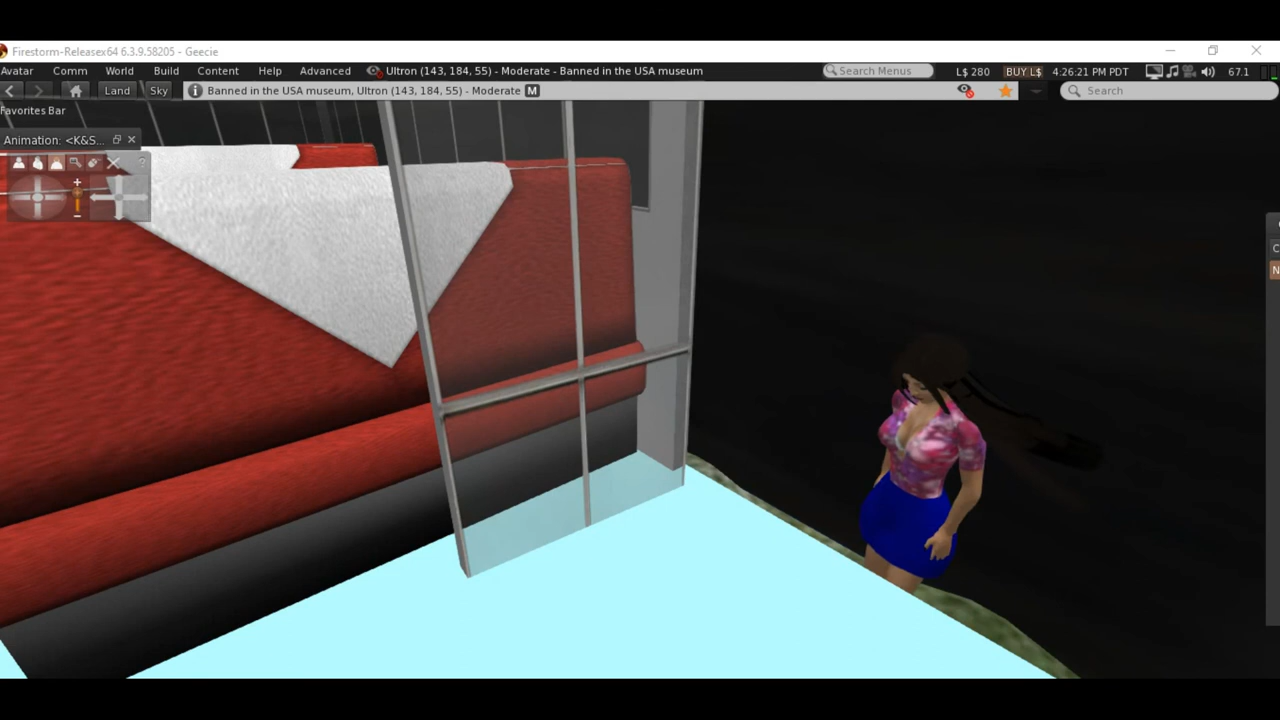 Firestorm-Releasex64 6.3.9.58205 - Geecie
Avatar Comm World Build Content Help Advanced Ultron (143, 184, 55) - Moderate - Banned in the USA museum Search Menus L$ 280 BUY L$ 4:26:21 PM PDT 67.1
Land Sky Banned in the USA museum, Ultron (143, 184, 55) - Moderate M Search
Favorites Bar
Animation: <K&S...
?
N